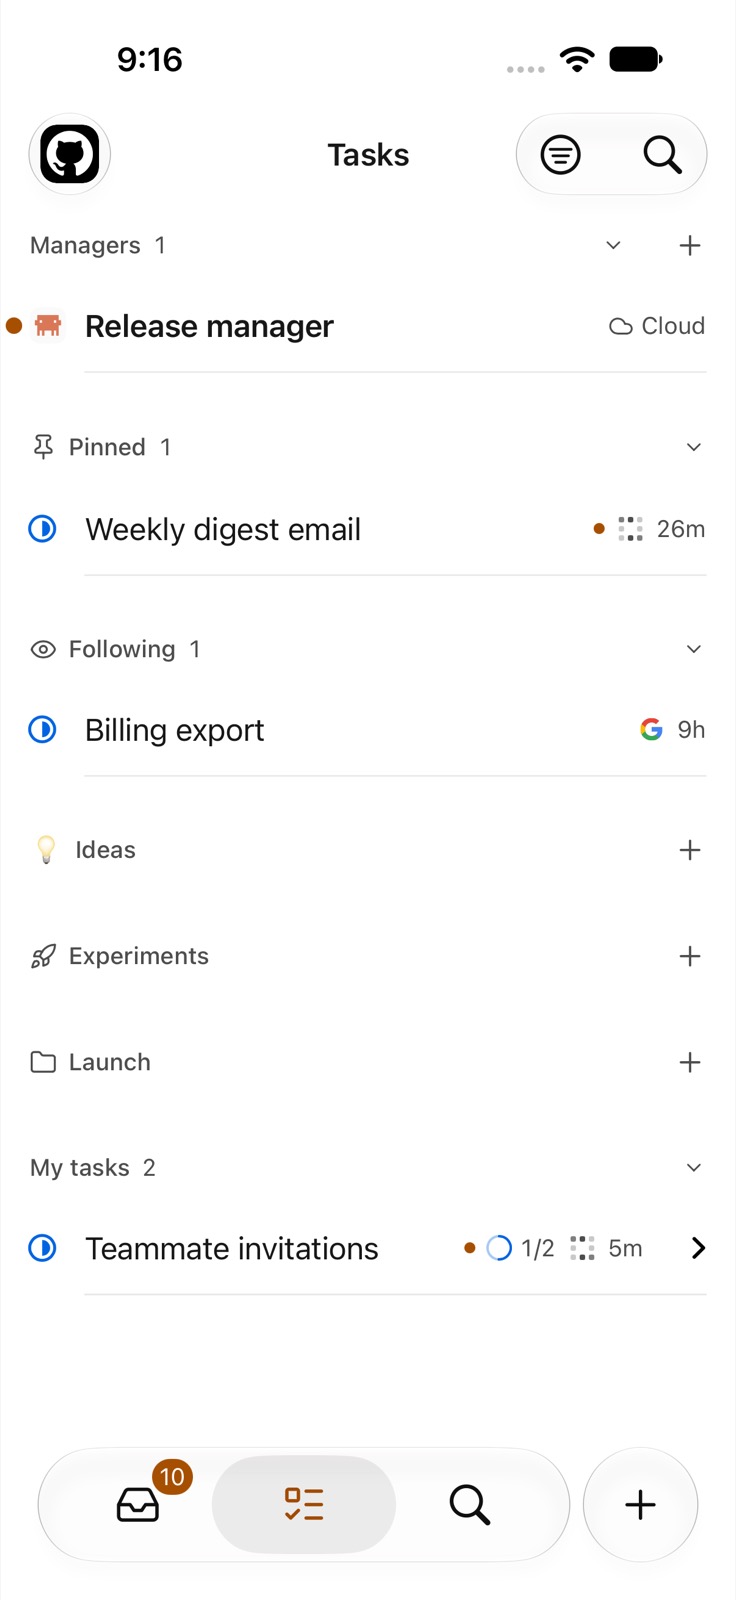 9:16
Tasks
Managers 1
Release manager Cloud
Pinned 1
Weekly digest email 26m
Following 1
Billing export 9h
Ideas
Experiments
Launch
My tasks 2
Teammate invitations 1/2 5m
10